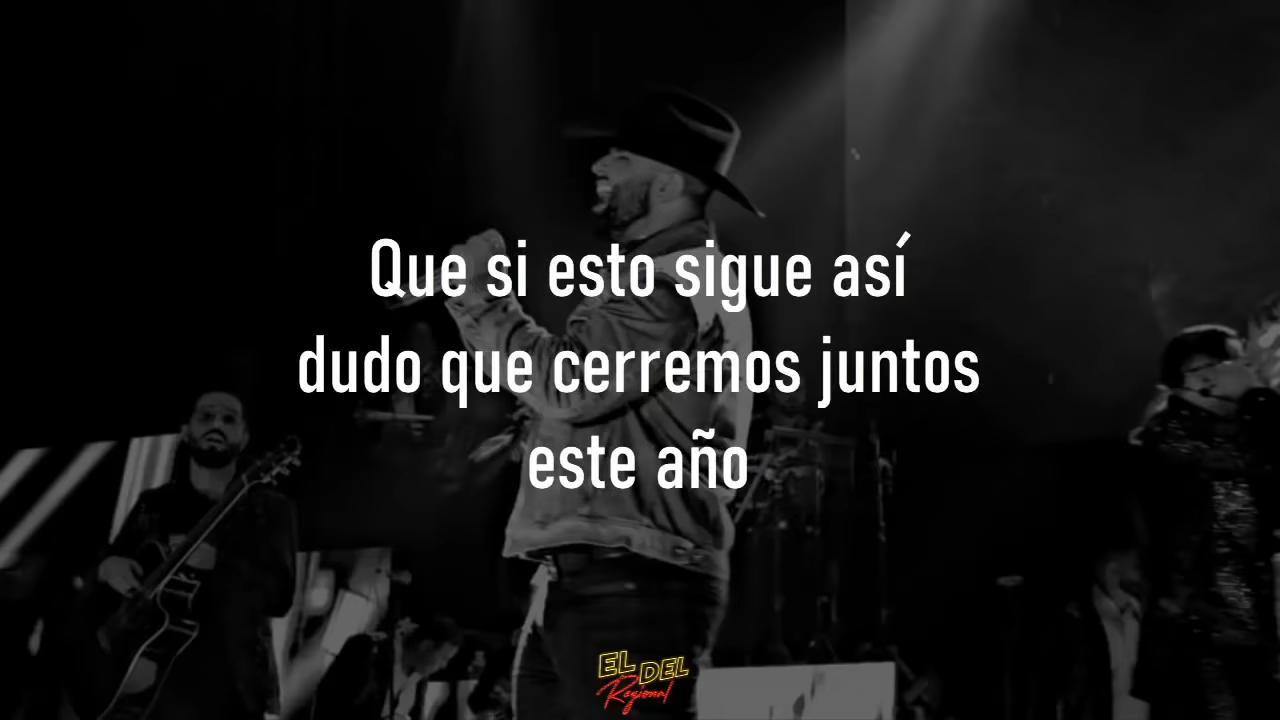 Que si esto sigue así
dudo que cerremos juntos
este año
EL DEL
Regional